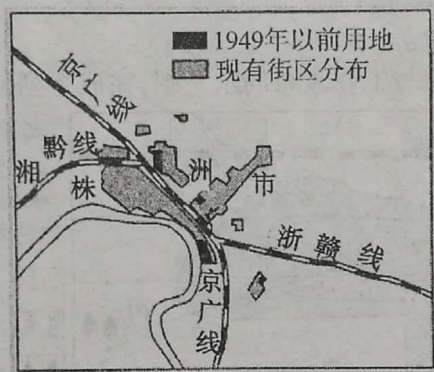 1949年以前用地
现有街区分布
京广线
湘黔线
株洲市
浙赣线
京广线